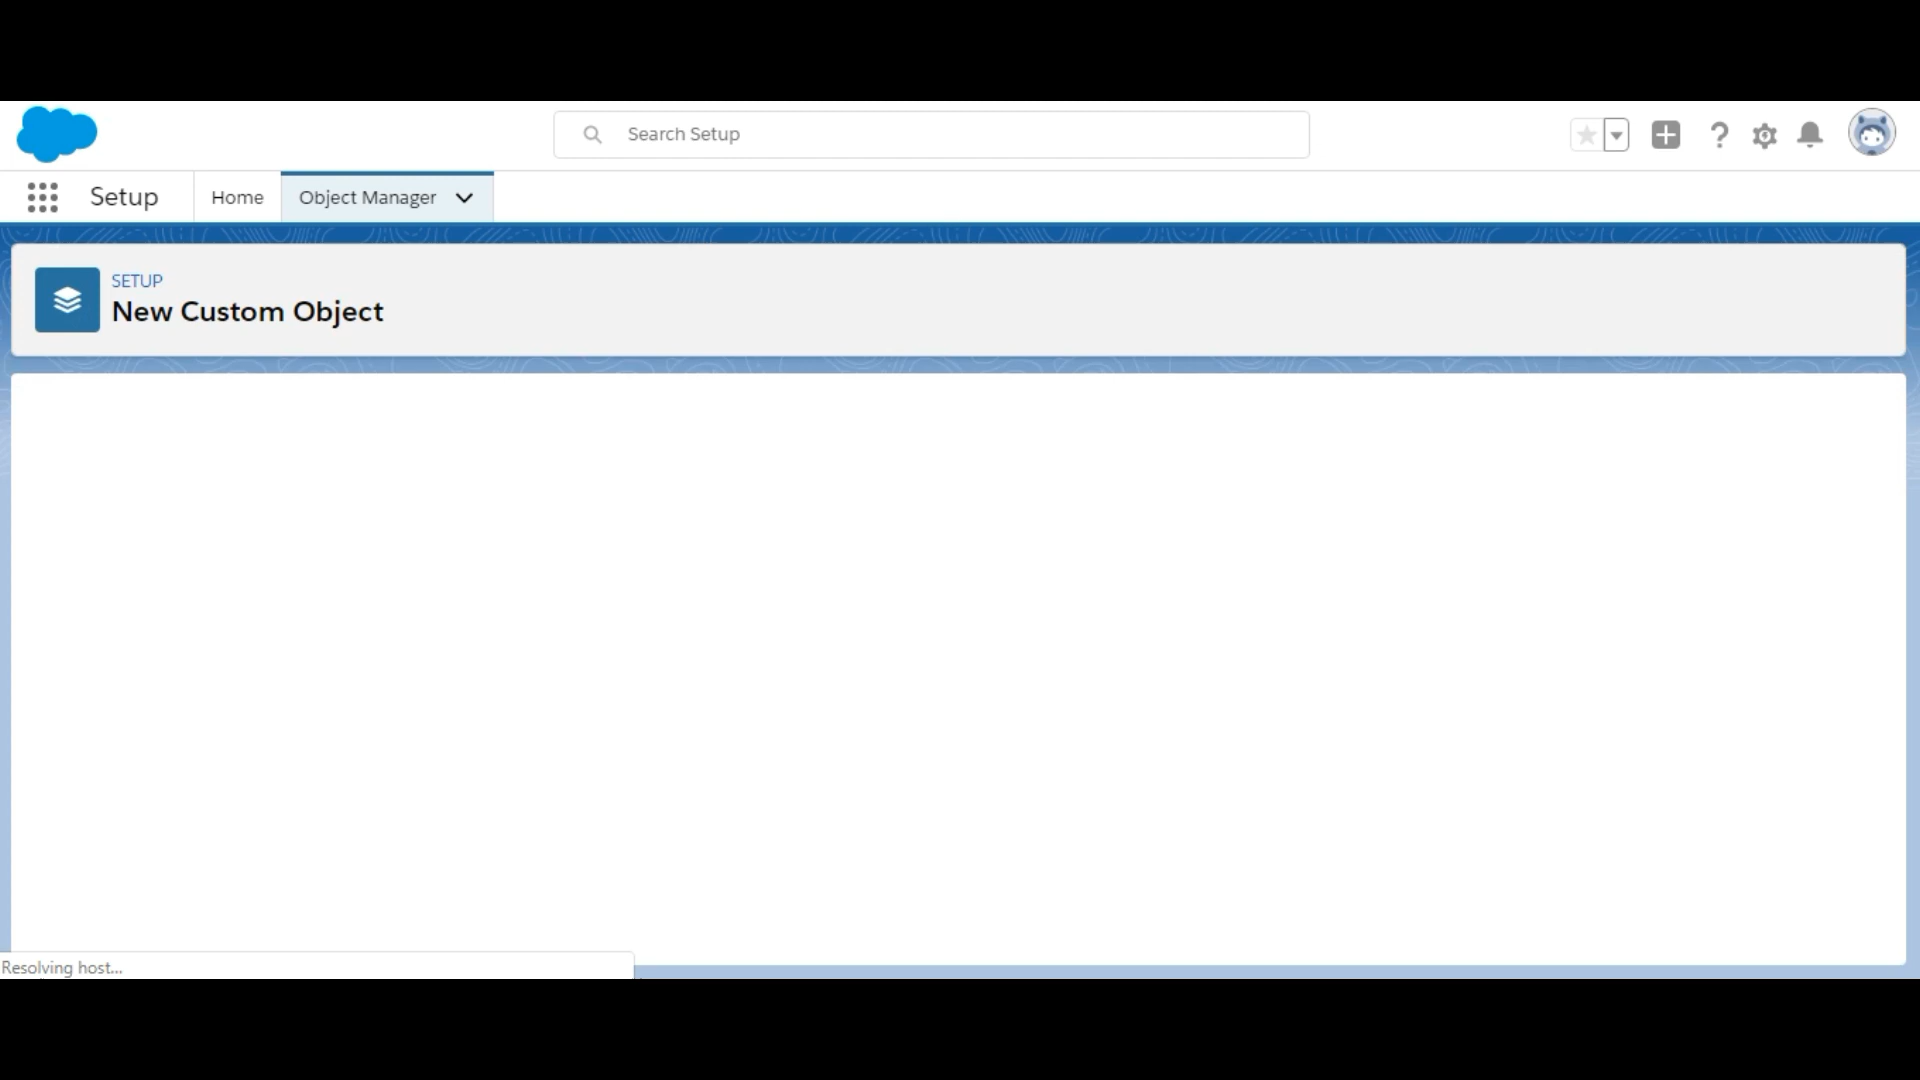 Search Setup
Setup
Home
Object Manager
SETUP
New Custom Object
Resolving host...